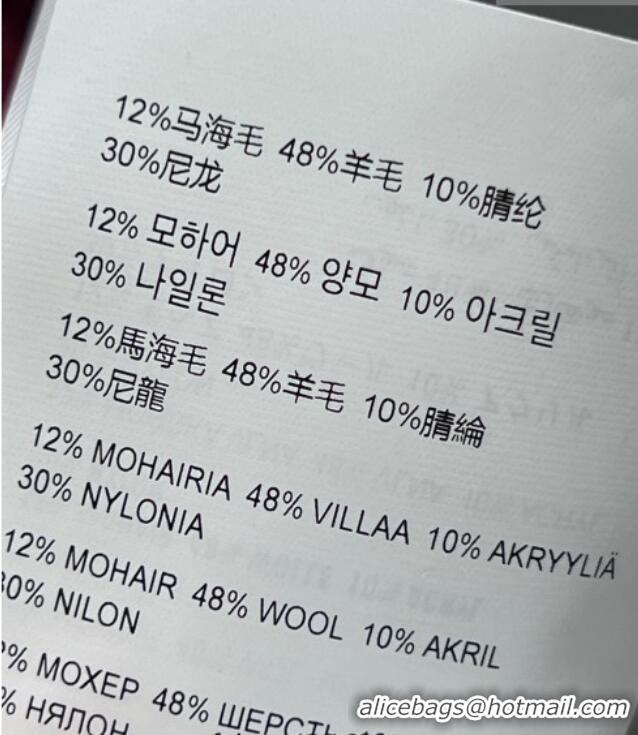 12%马海毛 48%羊毛 10%腈纶
30%尼龙
12% 모하어 48% 양모 10% 아크릴
30% 나일론
12%馬海毛 48%羊毛 10%腈綸
30%尼龍
12% MOHAIRIA 48% VILLAA 10% AKRYYLIÄ
30% NYLONIA
12% MOHAIR 48% WOOL 10% AKRIL
30% NILON
% МОХЕР 48% ШЕРСТЬ
% НЯЛОН
alicebags@hotmail.com